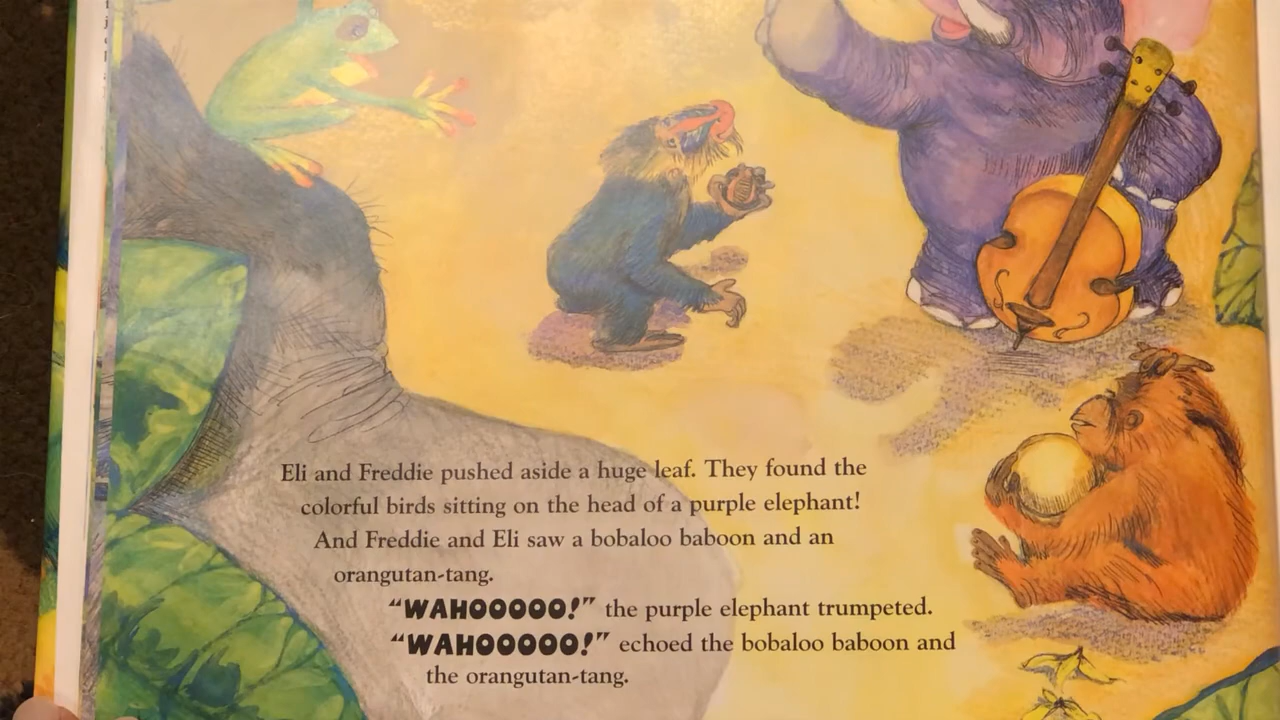 Eli and Freddie pushed aside a huge leaf. They found the
colorful birds sitting on the head of a purple elephant!
And Freddie and Eli saw a bobaloo baboon and an
orangutan-tang.
“WAHOOOOO!” the purple elephant trumpeted.
“WAHOOOOO!” echoed the bobaloo baboon and
the orangutan-tang.